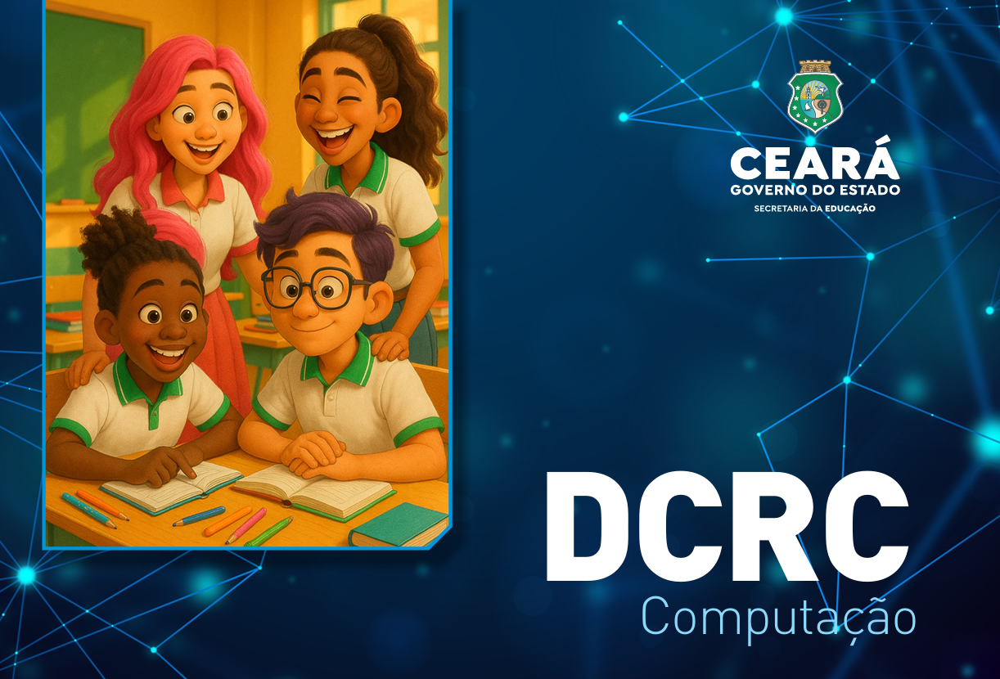 CEARÁ
GOVERNO DO ESTADO
SECRETARIA DA EDUCAÇÃO
DCRC
Computação